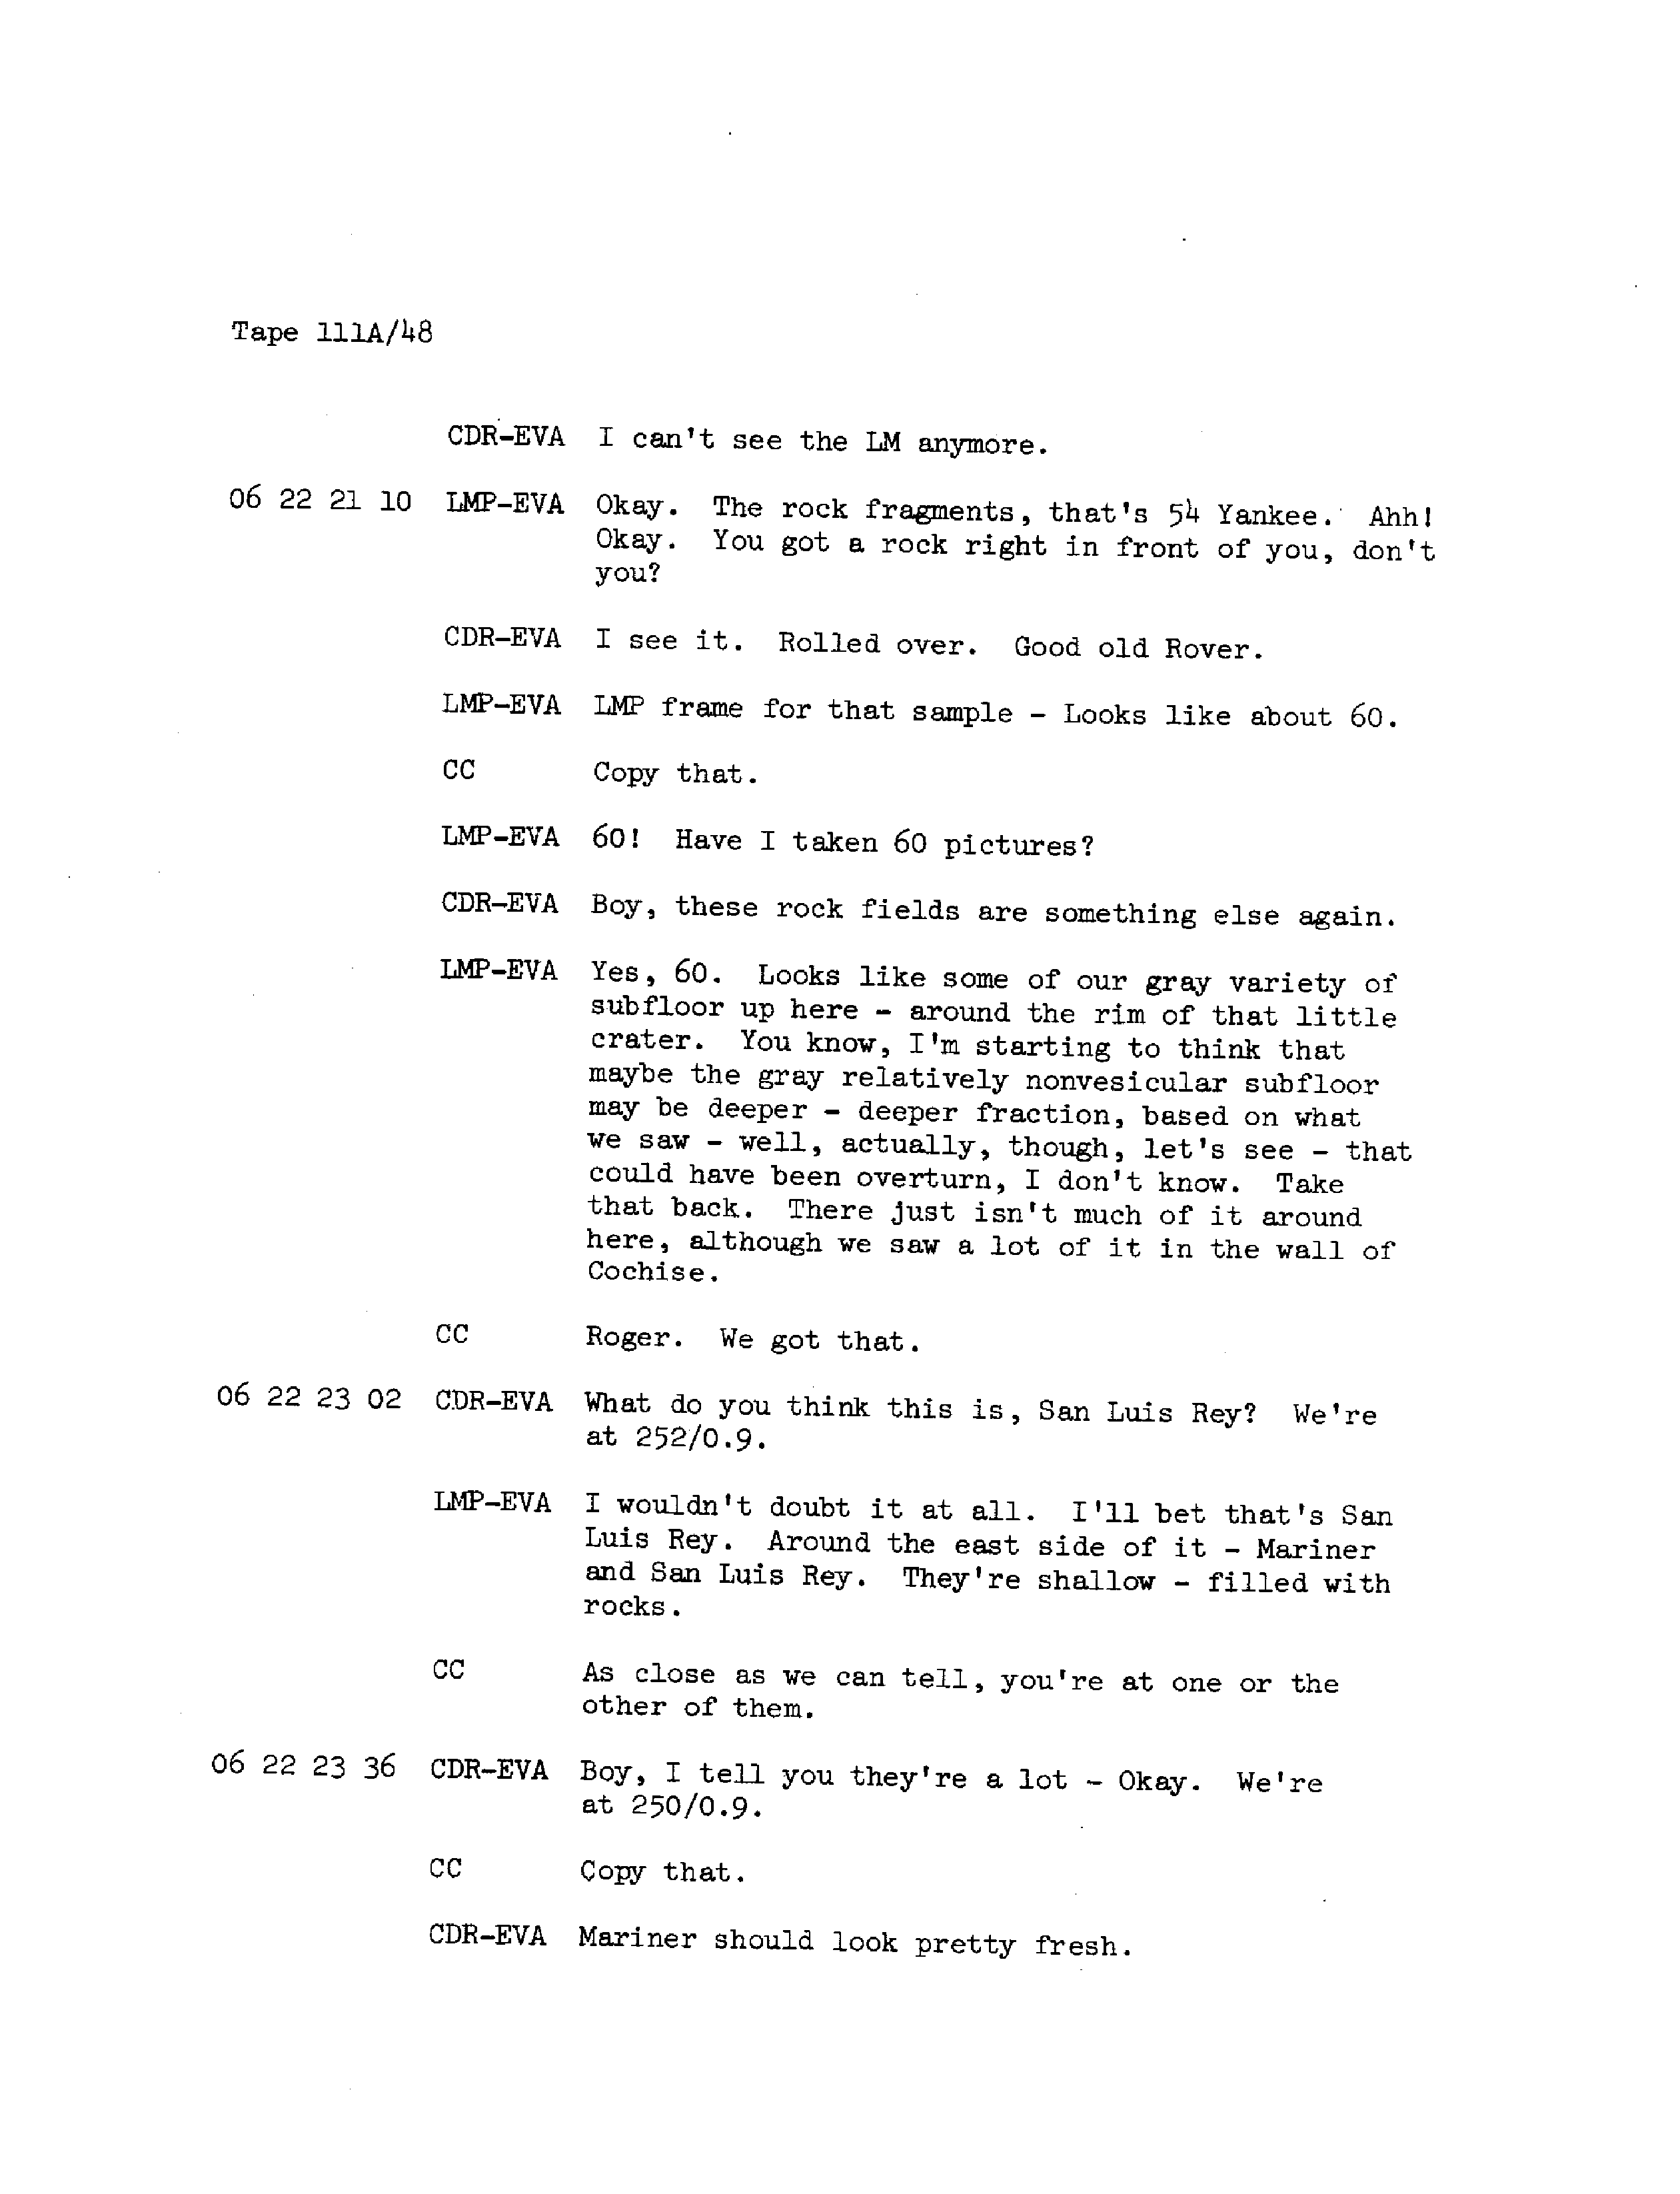 Tape 111A/48
CDR-EVA I can't see the LM anymore.
06 22 21 10 LMP-EVA Okay. The rock fragments, that's 54 Yankee. Ahh!
Okay. You got a rock right in front of you, don't
you?
CDR-EVA I see it. Rolled over. Good old Rover.
LMP-EVA LMP frame for that sample - Looks like about 60.
CC Copy that.
LMP-EVA 60! Have I taken 60 pictures?
CDR-EVA Boy, these rock fields are something else again.
LMP-EVA Yes, 60. Looks like some of our gray variety of
subfloor up here - around the rim of that little
crater. You know, I'm starting to think that
maybe the gray relatively nonvesicular subfloor
may be deeper - deeper fraction, based on what
we saw - well, actually, though, let's see - that
could have been overturn, I don't know. Take
that back. There just isn't much of it around
here, although we saw a lot of it in the wall of
Cochise.
CC Roger. We got that.
06 22 23 02 CDR-EVA What do you think this is, San Luis Rey? We're
at 252/0.9.
LMP-EVA I wouldn't doubt it at all. I'll bet that's San
Luis Rey. Around the east side of it - Mariner
and San Luis Rey. They're shallow - filled with
rocks.
CC As close as we can tell, you're at one or the
other of them.
06 22 23 36 CDR-EVA Boy, I tell you they're a lot - Okay. We're
at 250/0.9.
CC Copy that.
CDR-EVA Mariner should look pretty fresh.